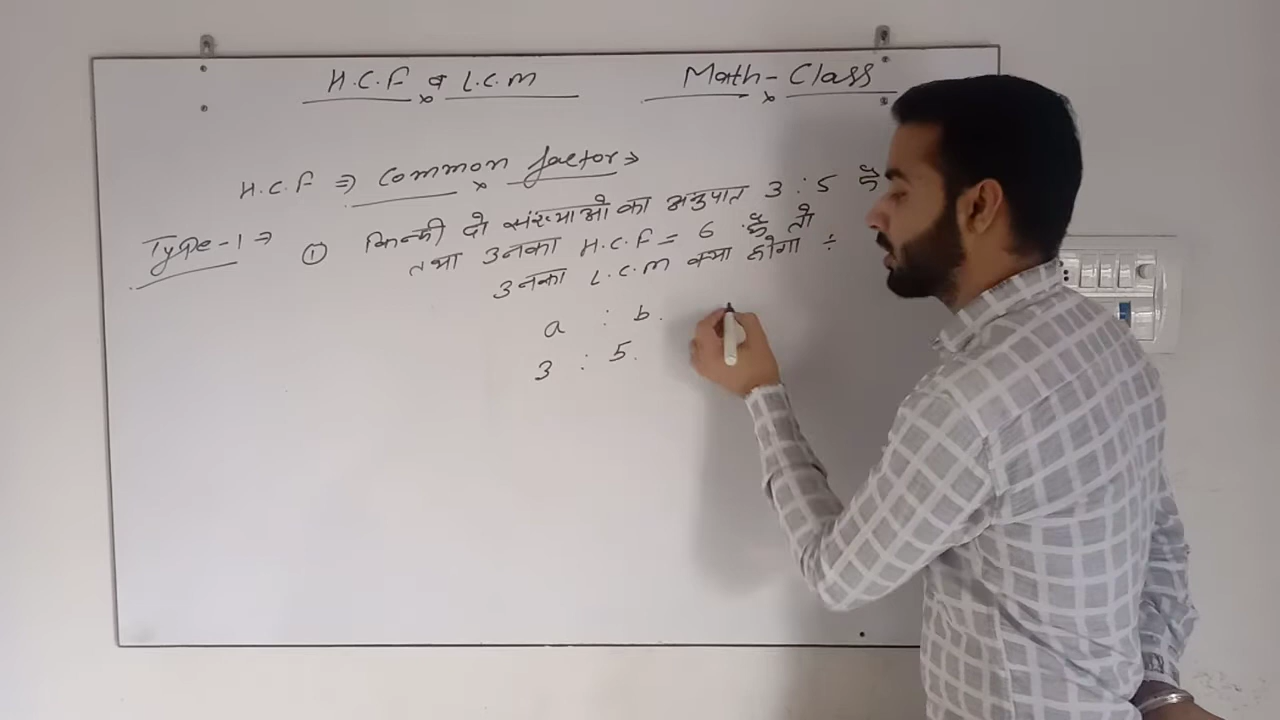 H.C.F व L.C.M
Math-Class
H.C.F ⇒ Common factor ⇒
Type-1 ⇒ ① किन्ही दो संख्याओ का अनुपात 3 : 5 है
तथा उनका H.C.F = 6 है तो
उनका L.C.M क्या होगा ÷
a : b.
3 : 5.